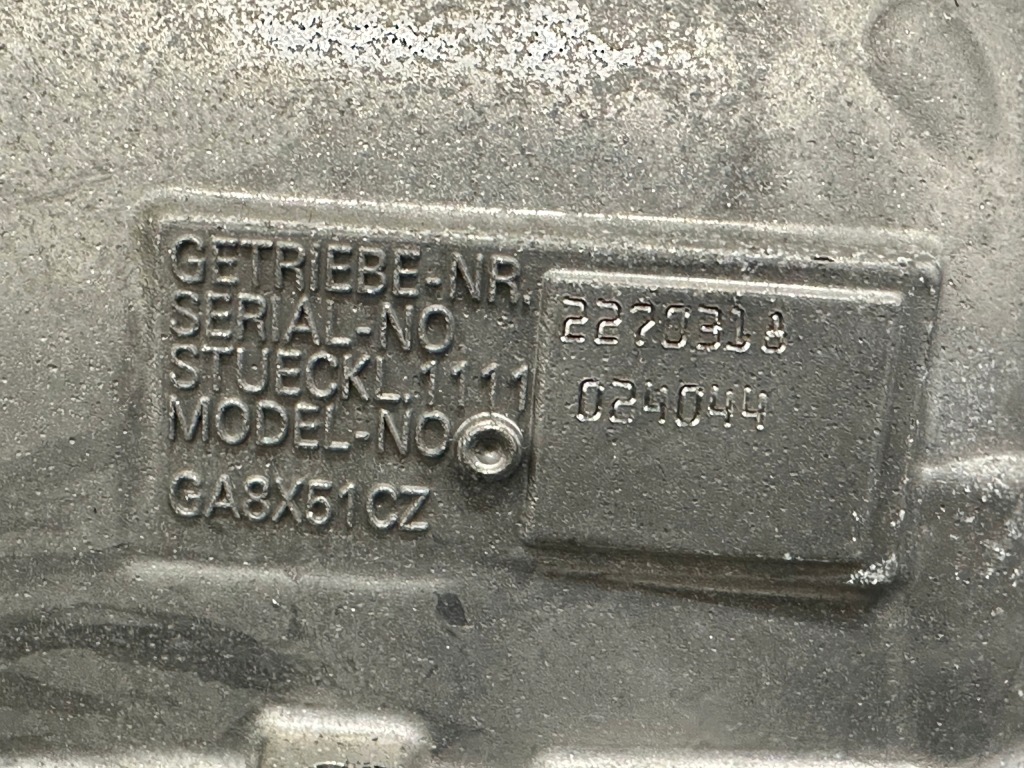 GETRIEBE-NR.
SERIAL-NO 2270318
STUECKL.1111
MODEL-NO 024044
GA8X51CZ